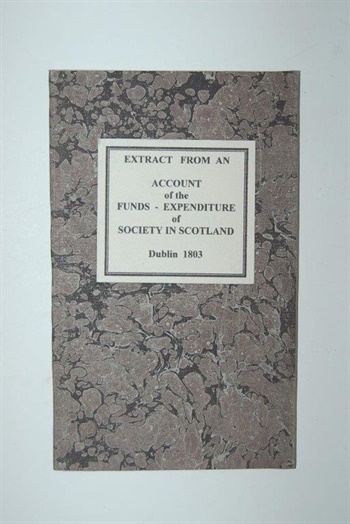 EXTRACT FROM AN
ACCOUNT
of the
FUNDS - EXPENDITURE
of
SOCIETY IN SCOTLAND
Dublin 1803